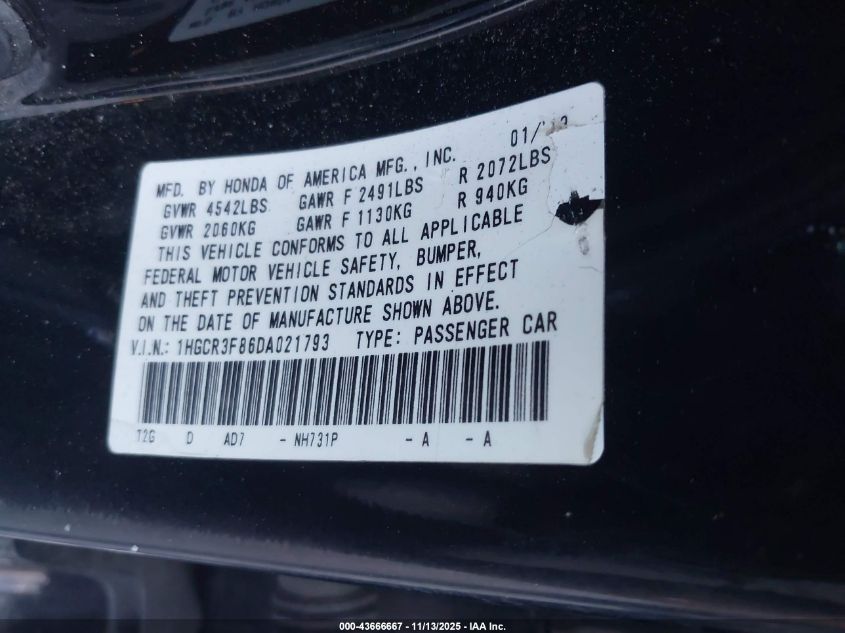 MFD. BY HONDA OF AMERICA MFG., INC. 01/13
GVWR 4542LBS GAWR F 2491LBS R 2072LBS
GVWR 2060KG GAWR F 1130KG R 940KG
THIS VEHICLE CONFORMS TO ALL APPLICABLE
FEDERAL MOTOR VEHICLE SAFETY, BUMPER,
AND THEFT PREVENTION STANDARDS IN EFFECT
ON THE DATE OF MANUFACTURE SHOWN ABOVE.
V.I.N.: 1HGCR3F86DA021793 TYPE: PASSENGER CAR
T2G D AD7 - NH731P - A - A
000-43666667 - 11/13/2025 - IAA Inc.